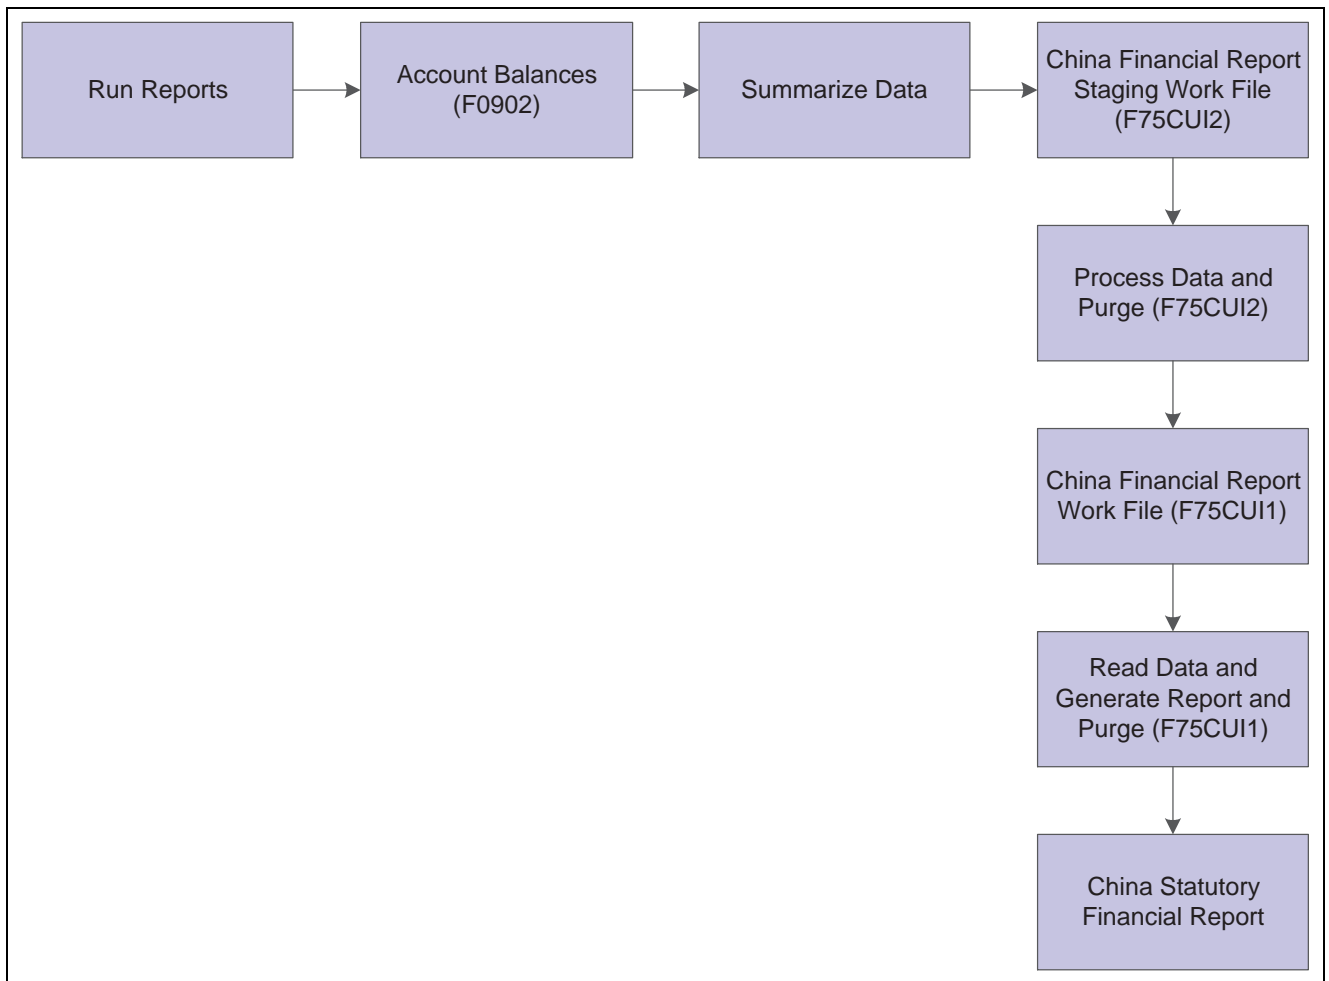 Run Reports
Account Balances
(F0902)
Summarize Data
China Financial Report
Staging Work File
(F75CUI2)
Process Data and
Purge (F75CUI2)
China Financial Report
Work File (F75CUI1)
Read Data and
Generate Report and
Purge (F75CUI1)
China Statutory
Financial Report